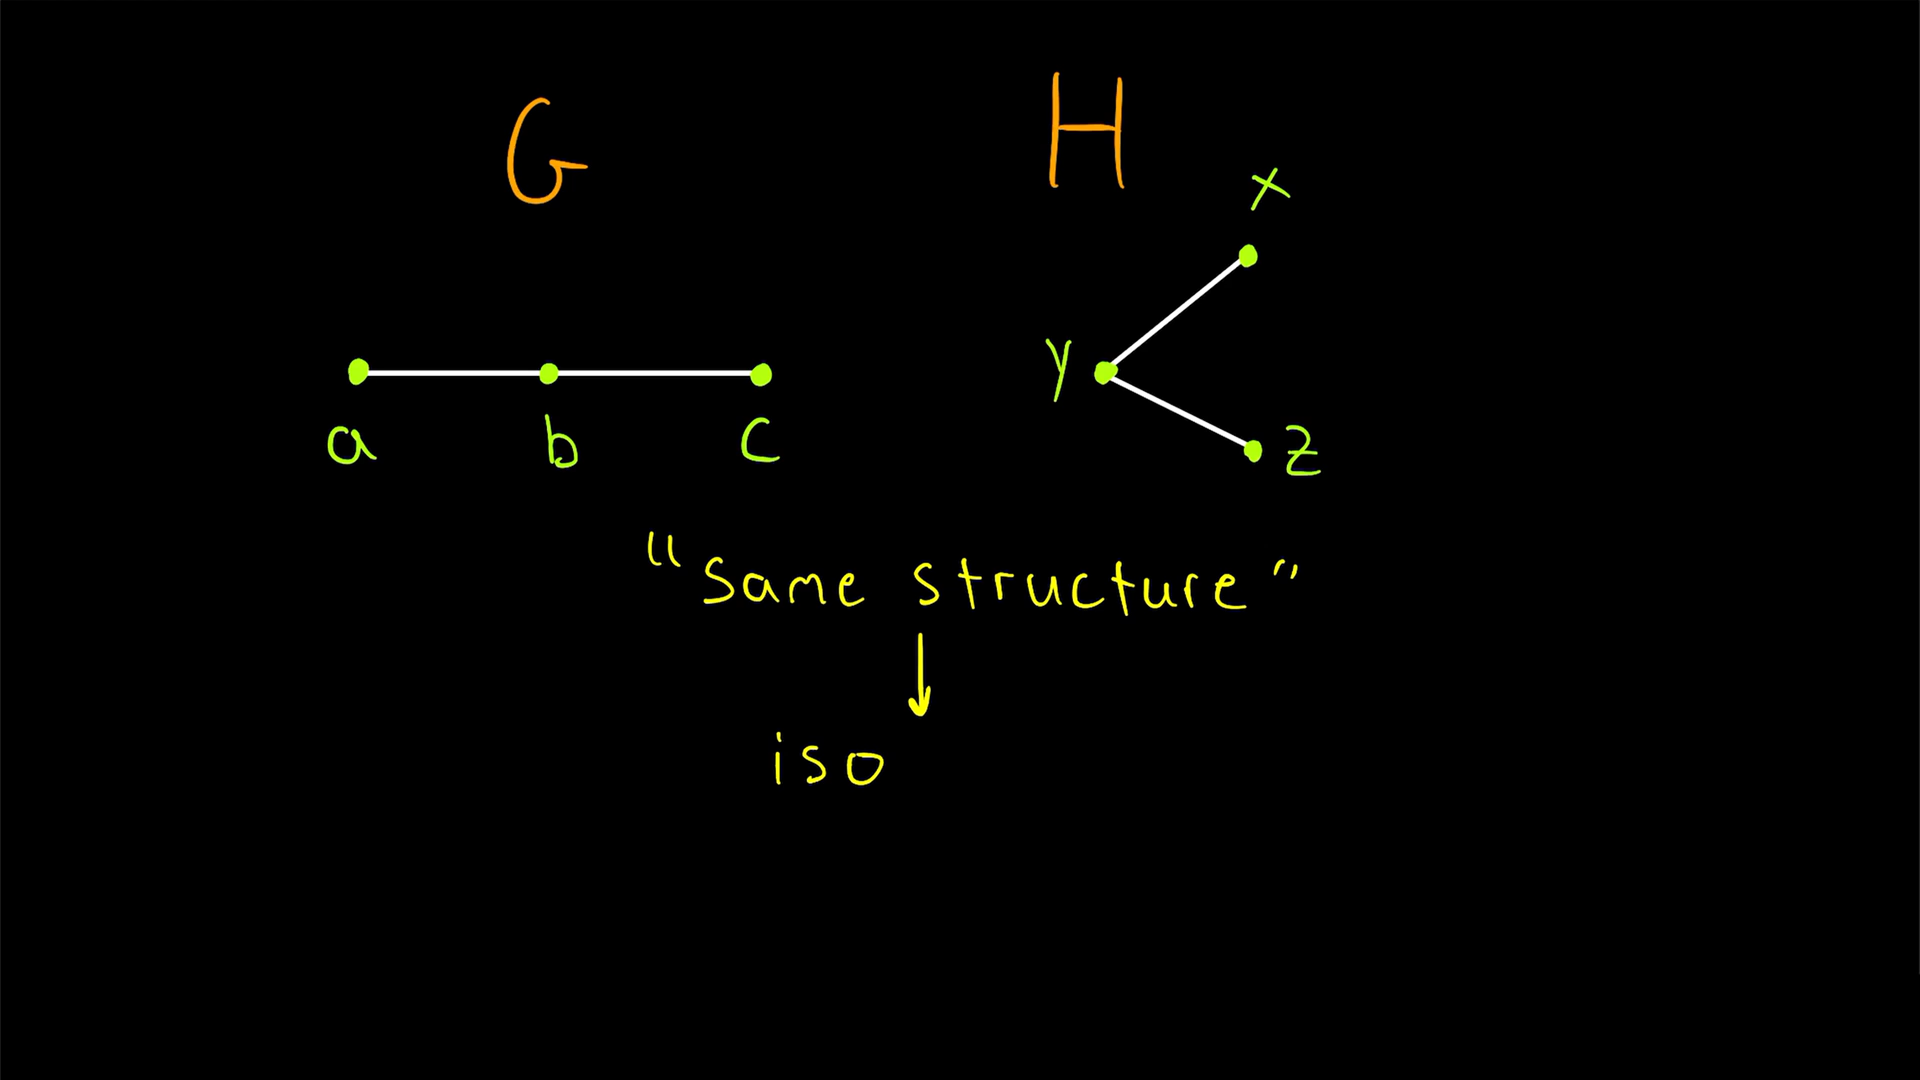 G H
x
y
z
a b c
"Same structure"
iso